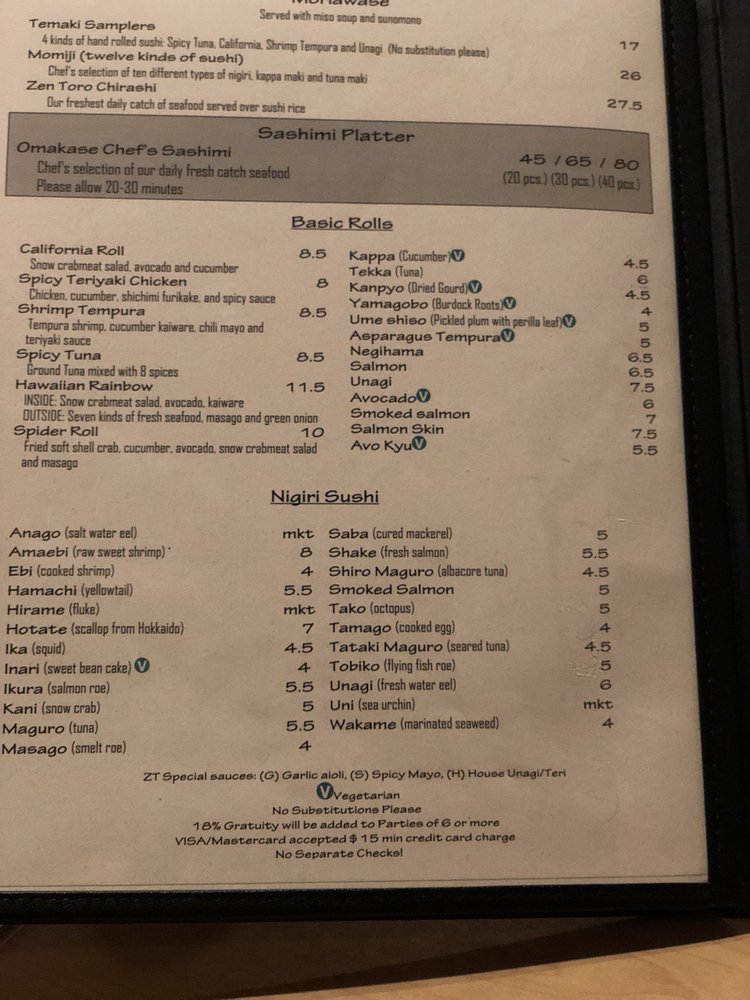 Served with miso soup and sunomono
Temaki Samplers
4 kinds of hand rolled sushi: Spicy Tuna, California, Shrimp Tempura and Unagi (No substitution please) 17
Momiji (twelve kinds of sushi)
Chef's selection of ten different types of nigiri, kappa maki and tuna maki 26
Zen Toro Chirashi
Our freshest daily catch of seafood served over sushi rice 27.5
Sashimi Platter
Omakase Chef's Sashimi 45 / 65 / 80
Chef's selection of our daily fresh catch seafood (20 pcs.) (30 pcs.) (40 pcs.)
Please allow 20-30 minutes
Basic Rolls
California Roll 8.5
Snow crabmeat salad, avocado and cucumber
Spicy Teriyaki Chicken 8
Chicken, cucumber, shichimi furikake, and spicy sauce
Shrimp Tempura 8.5
Tempura shrimp, cucumber kaiware, chili mayo and
teriyaki sauce
Spicy Tuna 8.5
Ground Tuna mixed with 8 spices
Hawaiian Rainbow 11.5
INSIDE: Snow crabmeat salad, avocado, kaiware
OUTSIDE: Seven kinds of fresh seafood, masago and green onion
Spider Roll 10
Fried soft shell crab, cucumber, avocado, snow crabmeat salad
and masago
Kappa (Cucumber) V 4.5
Tekka (Tuna) 6
Kanpyo (Dried Gourd) V 4.5
Yamagobo (Burdock Roots) V 4
Ume shiso (Pickled plum with perilla leaf) V 5
Asparagus Tempura V 5
Negihama 6.5
Salmon 6.5
Unagi 7.5
Avocado V 6
Smoked salmon 7
Salmon Skin 7.5
Avo Kyu V 5.5
Nigiri Sushi
Anago (salt water eel) mkt
Amaebi (raw sweet shrimp) * 8
Ebi (cooked shrimp) 4
Hamachi (yellowtail) 5.5
Hirame (fluke) mkt
Hotate (scallop from Hokkaido) 7
Ika (squid) 4.5
Inari (sweet bean cake) V 4
Ikura (salmon roe) 5.5
Kani (snow crab) 5
Maguro (tuna) 5.5
Masago (smelt roe) 4
Saba (cured mackerel) 5
Shake (fresh salmon) 5.5
Shiro Maguro (albacore tuna) 4.5
Smoked Salmon 5
Tako (octopus) 5
Tamago (cooked egg) 4
Tataki Maguro (seared tuna) 4.5
Tobiko (flying fish roe) 5
Unagi (fresh water eel) 6
Uni (sea urchin) mkt
Wakame (marinated seaweed) 4
ZT Special sauces: (G) Garlic aioli, (S) Spicy Mayo, (H) House Unagi/Teri
V Vegetarian
No Substitutions Please
18% Gratuity will be added to Parties of 6 or more
VISA/Mastercard accepted $ 15 min credit card charge
No Separate Checks!